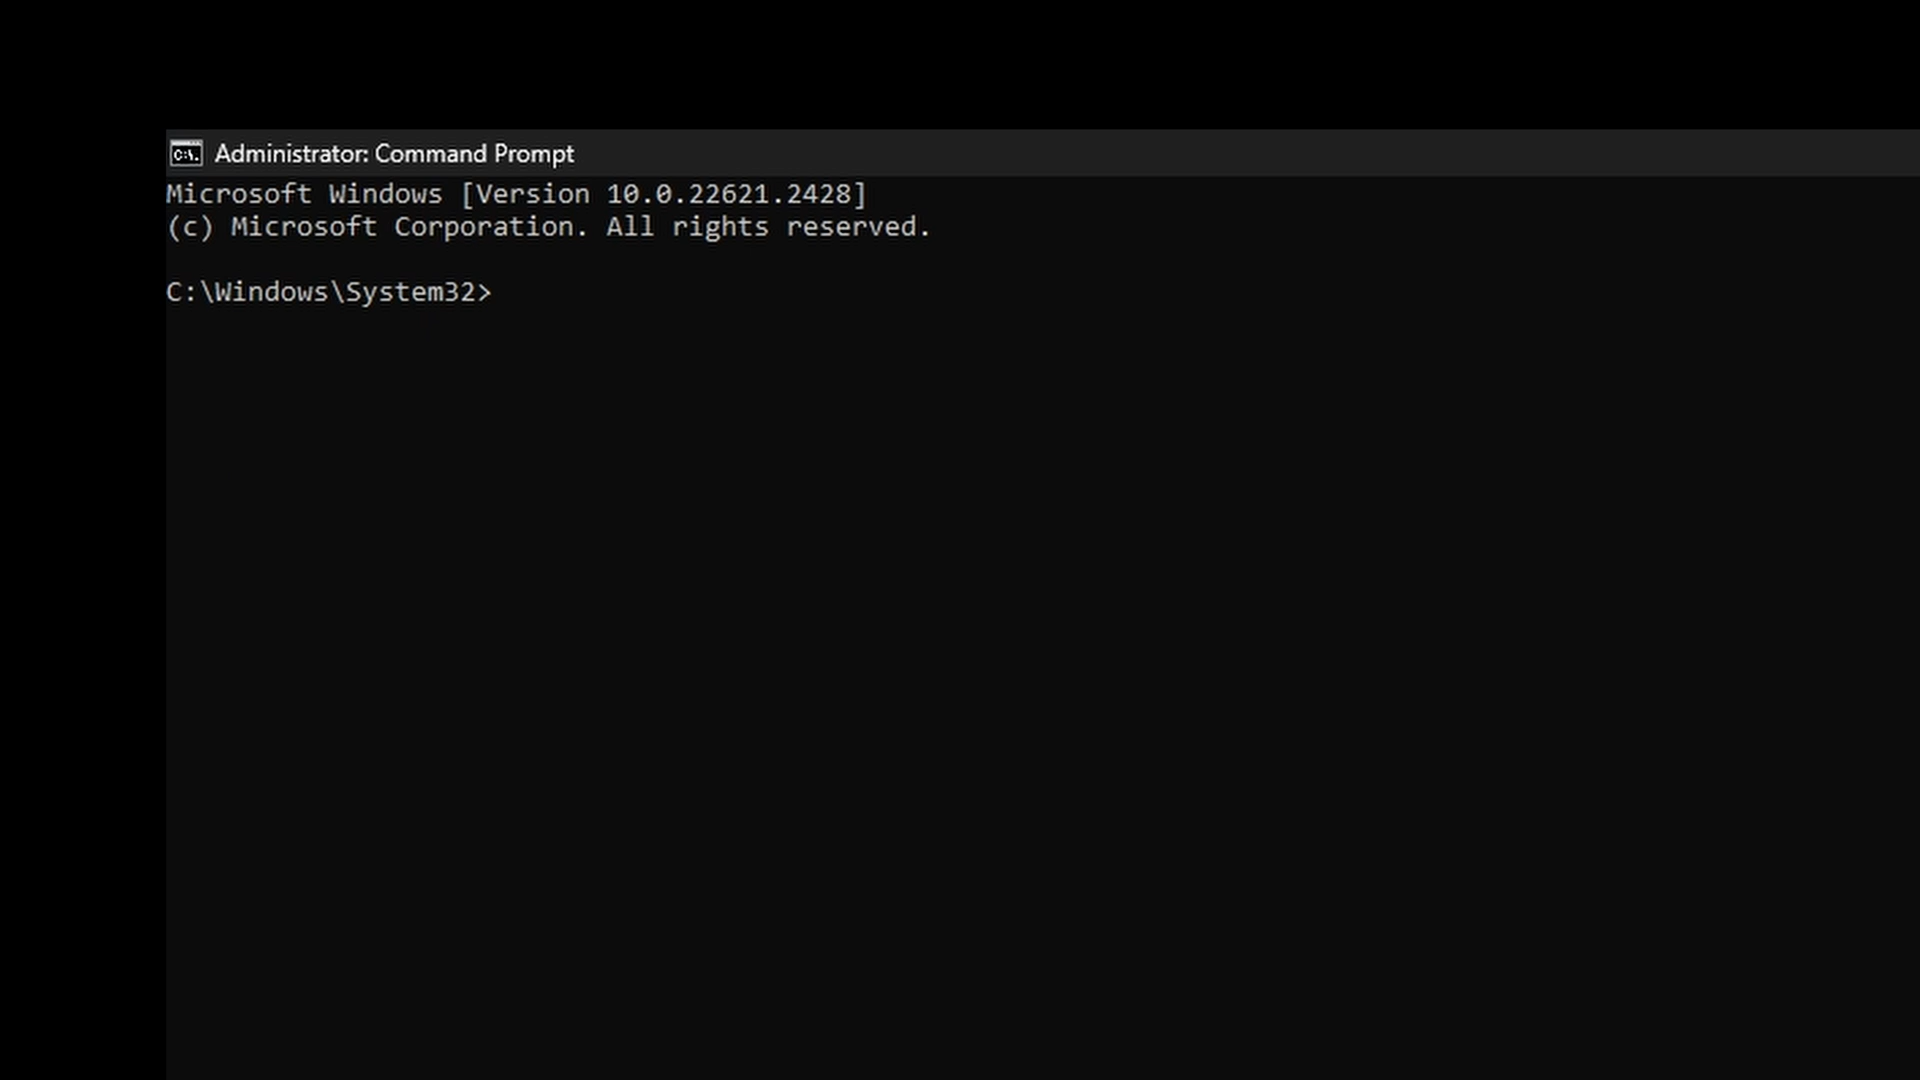 Administrator: Command Prompt
Microsoft Windows [Version 10.0.22621.2428]
(c) Microsoft Corporation. All rights reserved.
C:\Windows\System32>